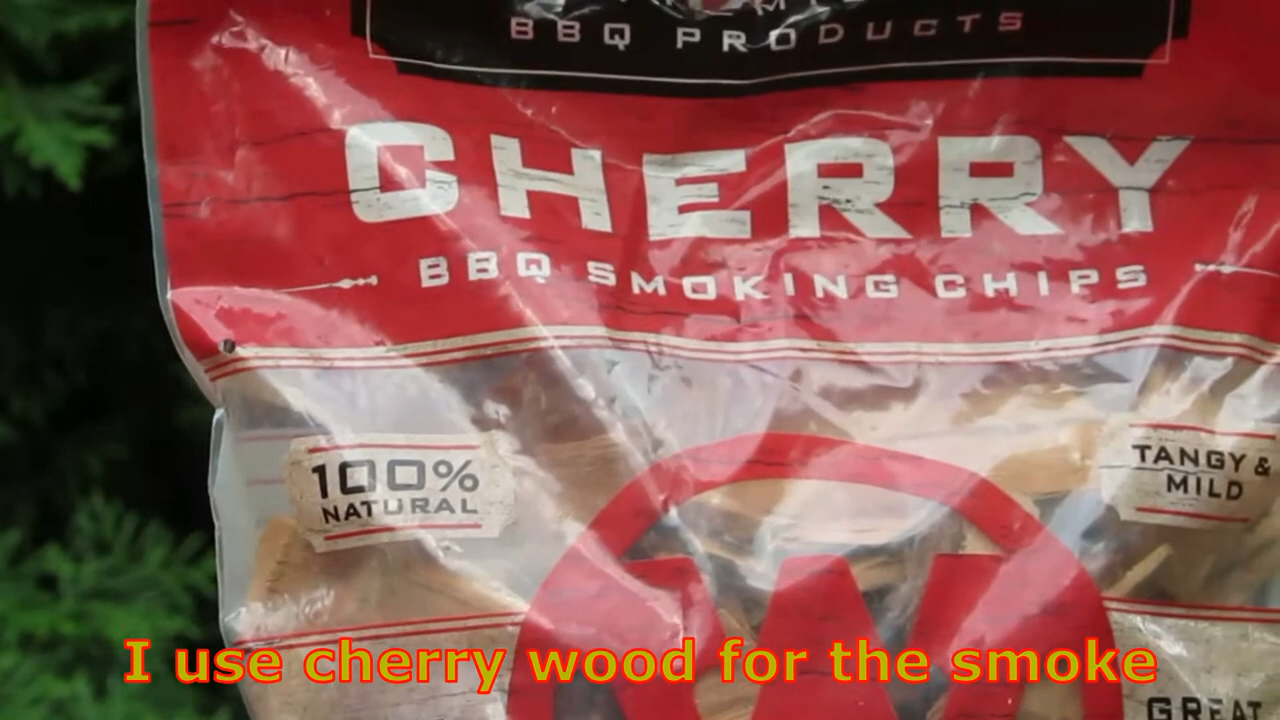 BBQ PRODUCTS
CHERRY
BBQ SMOKING CHIPS
100%
NATURAL
TANGY &
MILD
W
GREAT
I use cherry wood for the smoke